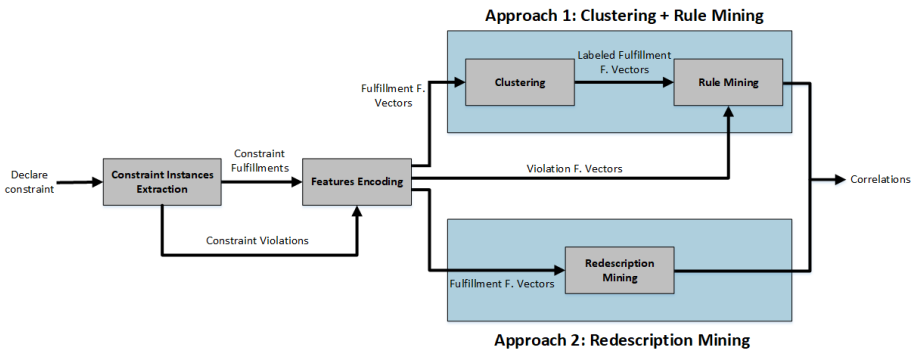 Approach 1: Clustering + Rule Mining
Labeled Fulfillment
F. Vectors
Clustering
Rule Mining
Fulfillment F.
Vectors
Constraint
Fulfillments
Declare
constraint
Constraint Instances
Extraction
Features Encoding
Violation F. Vectors
Correlations
Constraint Violations
Redescription
Mining
Fulfillment F. Vectors
Approach 2: Redescription Mining